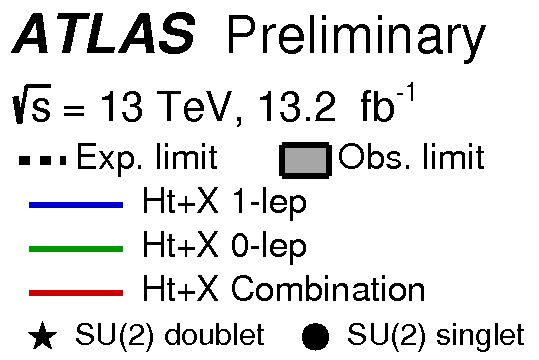 ATLAS Preliminary
√s = 13 TeV, 13.2 fb⁻¹
Exp. limit Obs. limit
Ht+X 1-lep
Ht+X 0-lep
Ht+X Combination
SU(2) doublet SU(2) singlet